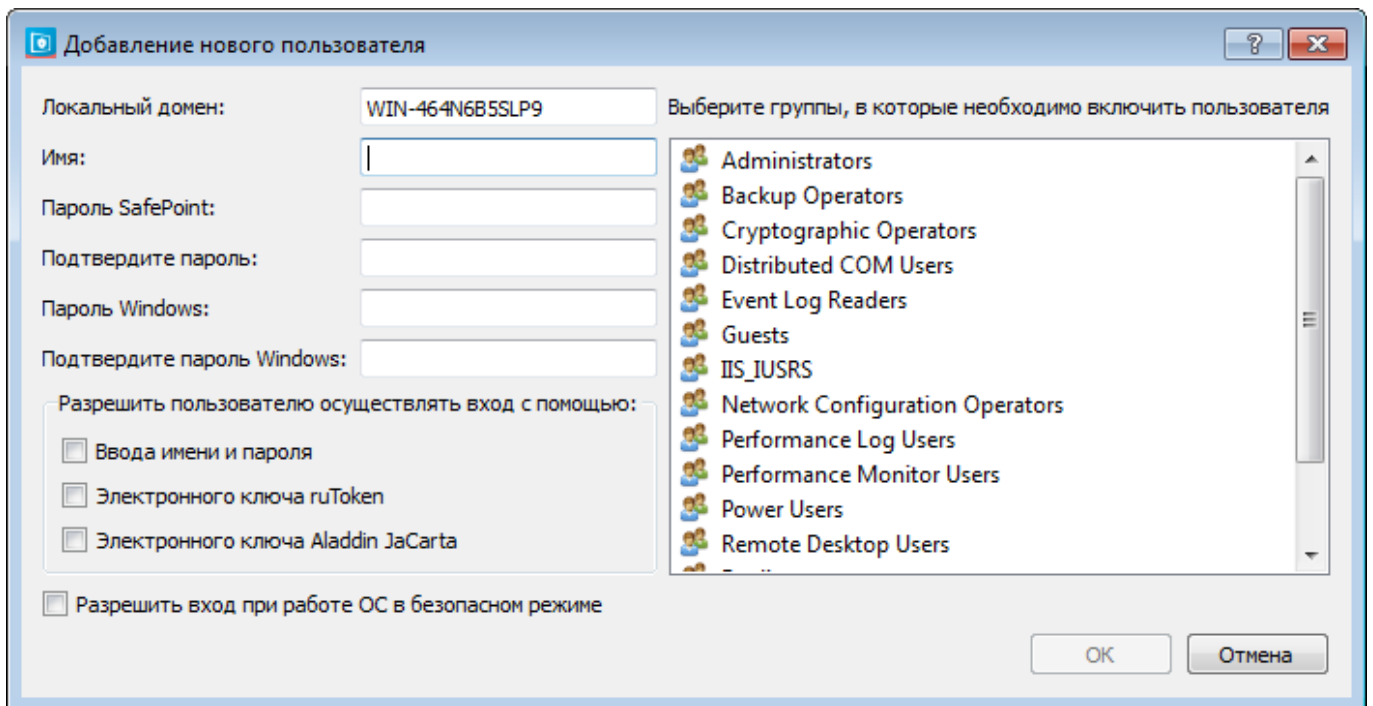 Добавление нового пользователя
Локальный домен:
WIN-464N6B5SLP9
Имя:
Пароль SafePoint:
Подтвердите пароль:
Пароль Windows:
Подтвердите пароль Windows:
Разрешить пользователю осуществлять вход с помощью:
Ввода имени и пароля
Электронного ключа ruToken
Электронного ключа Aladdin JaCarta
Разрешить вход при работе ОС в безопасном режиме
Выберите группы, в которые необходимо включить пользователя
Administrators
Backup Operators
Cryptographic Operators
Distributed COM Users
Event Log Readers
Guests
IIS_IUSRS
Network Configuration Operators
Performance Log Users
Performance Monitor Users
Power Users
Remote Desktop Users
OK
Отмена